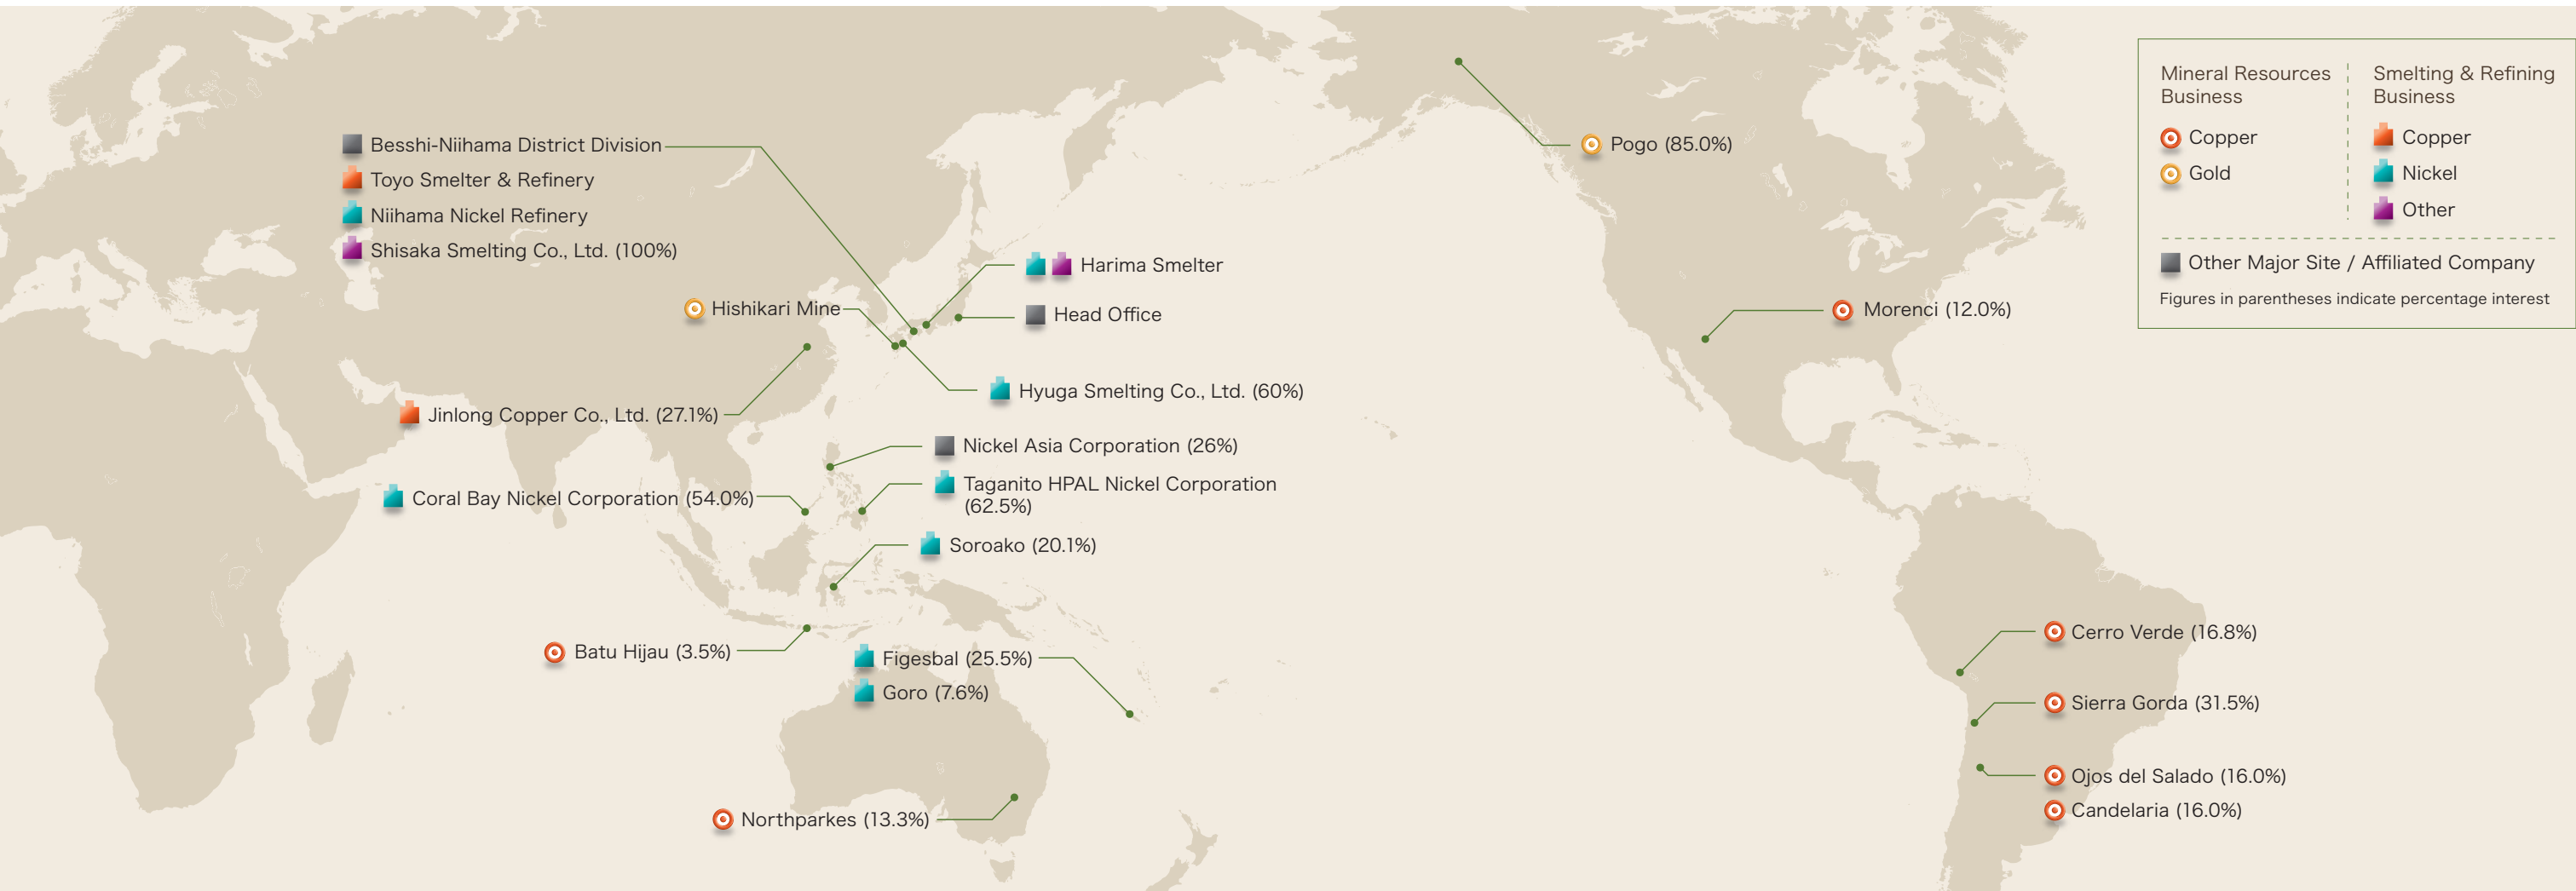 Besshi-Niihama District Division
Toyo Smelter & Refinery
Niihama Nickel Refinery
Shisaka Smelting Co., Ltd. (100%)
Hishikari Mine
Jinlong Copper Co., Ltd. (27.1%)
Coral Bay Nickel Corporation (54.0%)
Batu Hijau (3.5%)
Northparkes (13.3%)
Harima Smelter
Head Office
Hyuga Smelting Co., Ltd. (60%)
Nickel Asia Corporation (26%)
Taganito HPAL Nickel Corporation
(62.5%)
Soroako (20.1%)
Figesbal (25.5%)
Goro (7.6%)
Pogo (85.0%)
Morenci (12.0%)
Cerro Verde (16.8%)
Sierra Gorda (31.5%)
Ojos del Salado (16.0%)
Candelaria (16.0%)
Mineral Resources
Business
Copper
Gold
Smelting & Refining
Business
Copper
Nickel
Other
Other Major Site / Affiliated Company
Figures in parentheses indicate percentage interest